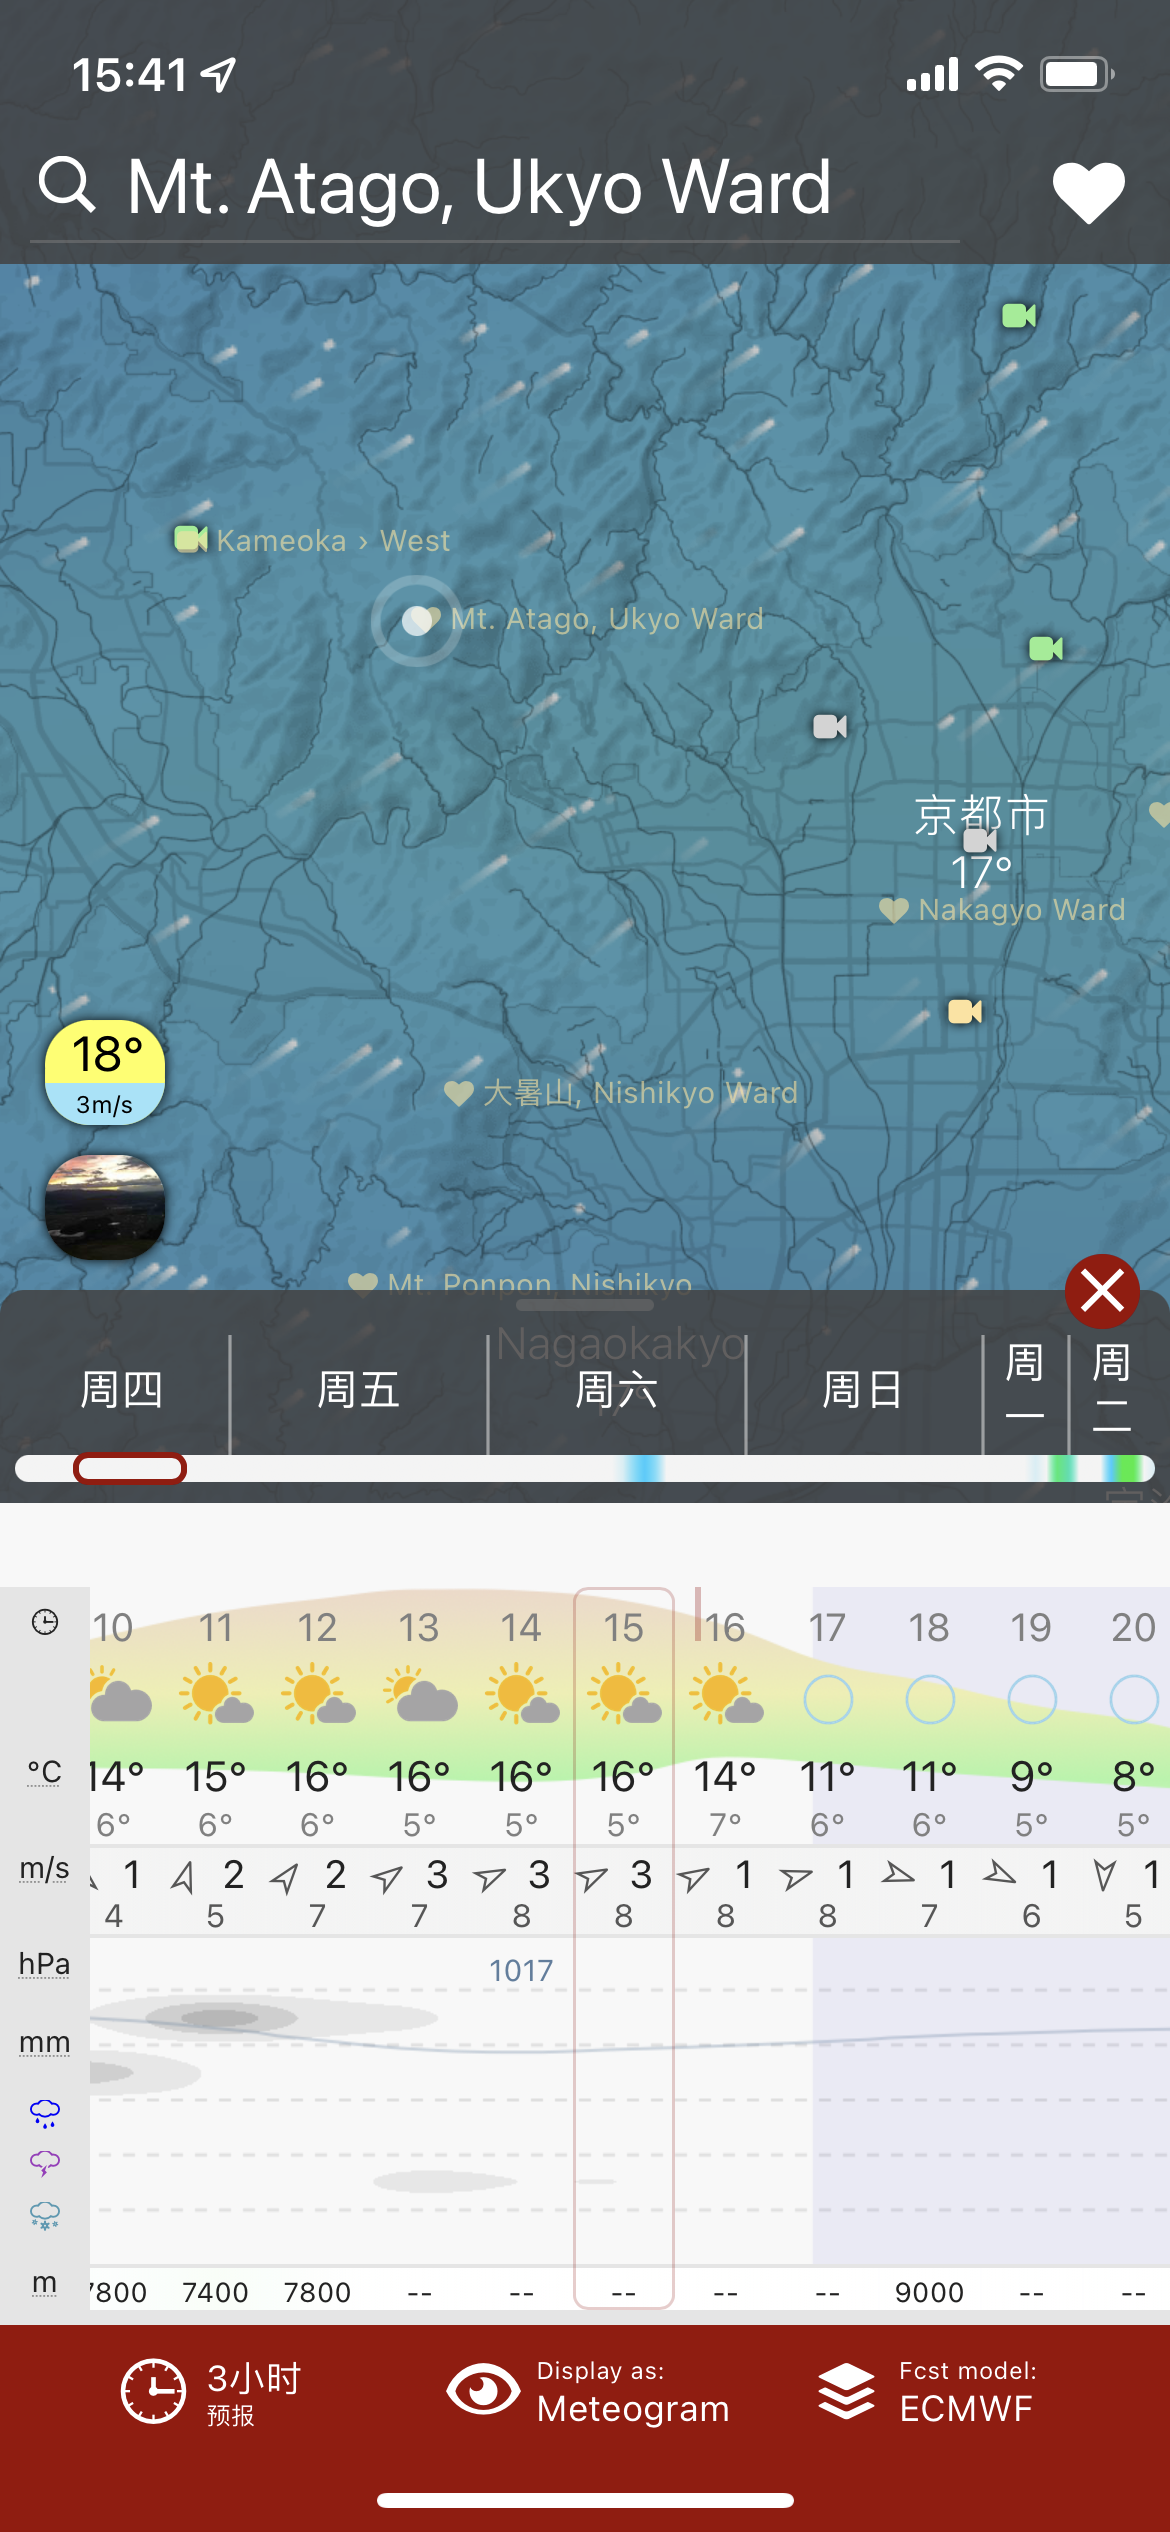 15:41
Mt. Atago, Ukyo Ward
Kameoka › West
Mt. Atago, Ukyo Ward
京都市
17°
Nakagyo Ward
18°
3m/s
大暑山, Nishikyo Ward
Mt. Ponpon, Nishikyo
Nagaokakyo
周四 周五 周六 周日 周一 周二
10 11 12 13 14 15 16 17 18 19 20
°C 14° 15° 16° 16° 16° 16° 14° 11° 11° 9° 8°
6° 6° 6° 5° 5° 5° 7° 6° 6° 5° 5°
m/s 1 2 2 3 3 3 1 1 1 1 1
4 5 7 7 8 8 8 8 7 6 5
hPa 1017
mm
m 7800 7400 7800 -- -- -- -- -- 9000 -- --
3小时
预报
Display as:
Meteogram
Fcst model:
ECMWF